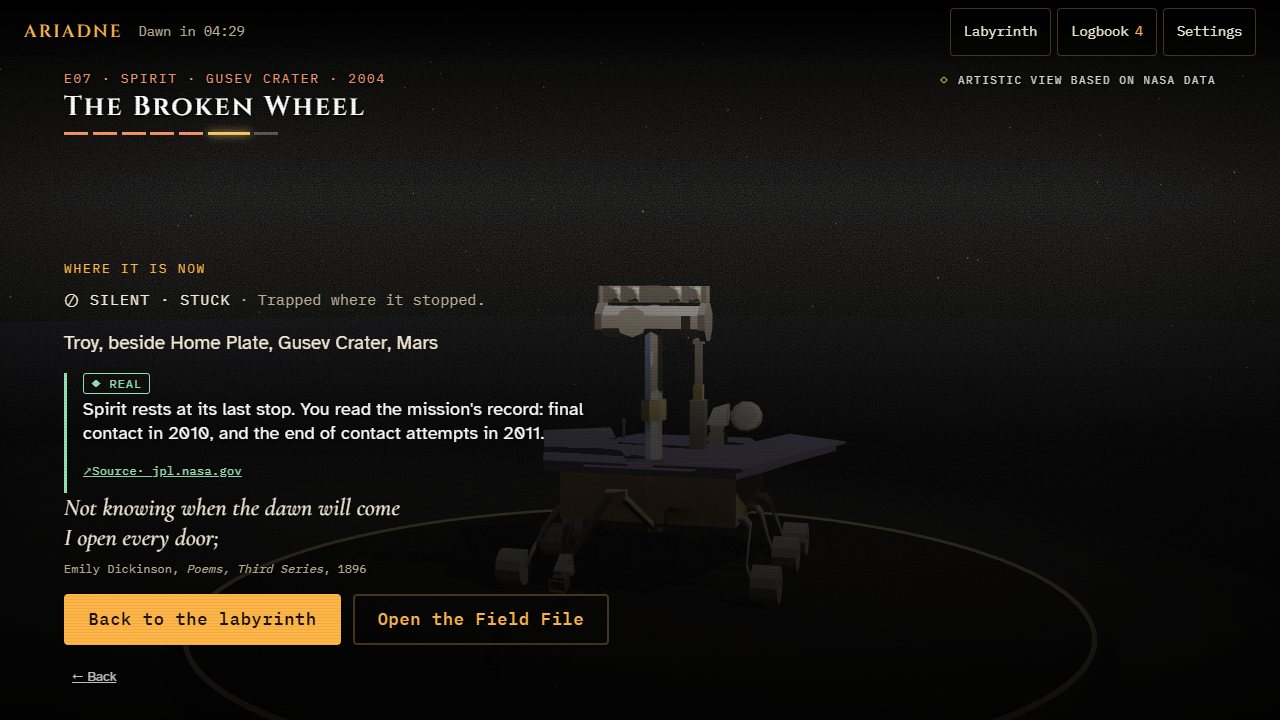 ARIADNE Dawn in 04:29 Labyrinth Logbook 4 Settings
E07 · SPIRIT · GUSEV CRATER · 2004
◇ ARTISTIC VIEW BASED ON NASA DATA
The Broken Wheel
WHERE IT IS NOW
SILENT · STUCK · Trapped where it stopped.
Troy, beside Home Plate, Gusev Crater, Mars
◆ REAL
Spirit rests at its last stop. You read the mission's record: final
contact in 2010, and the end of contact attempts in 2011.
↗Source· jpl.nasa.gov
Not knowing when the dawn will come
I open every door;
Emily Dickinson, Poems, Third Series, 1896
Back to the labyrinth Open the Field File
← Back